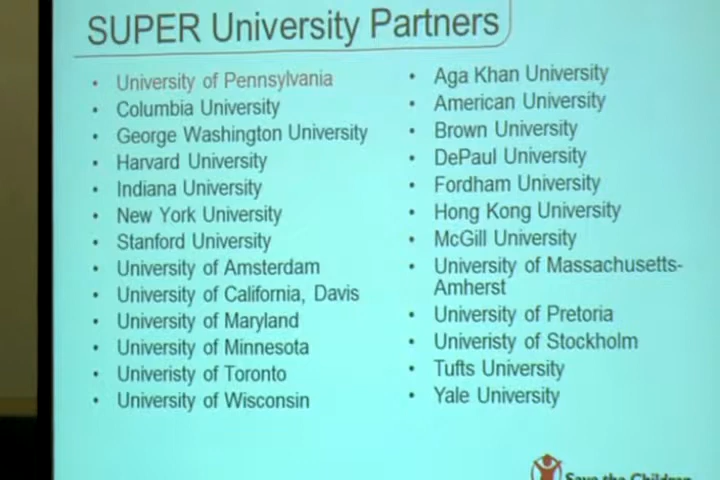 SUPER University Partners
• University of Pennsylvania
• Columbia University
• George Washington University
• Harvard University
• Indiana University
• New York University
• Stanford University
• University of Amsterdam
• University of California, Davis
• University of Maryland
• University of Minnesota
• Univeristy of Toronto
• University of Wisconsin
• Aga Khan University
• American University
• Brown University
• DePaul University
• Fordham University
• Hong Kong University
• McGill University
• University of Massachusetts-
Amherst
• University of Pretoria
• Univeristy of Stockholm
• Tufts University
• Yale University
Save the Children